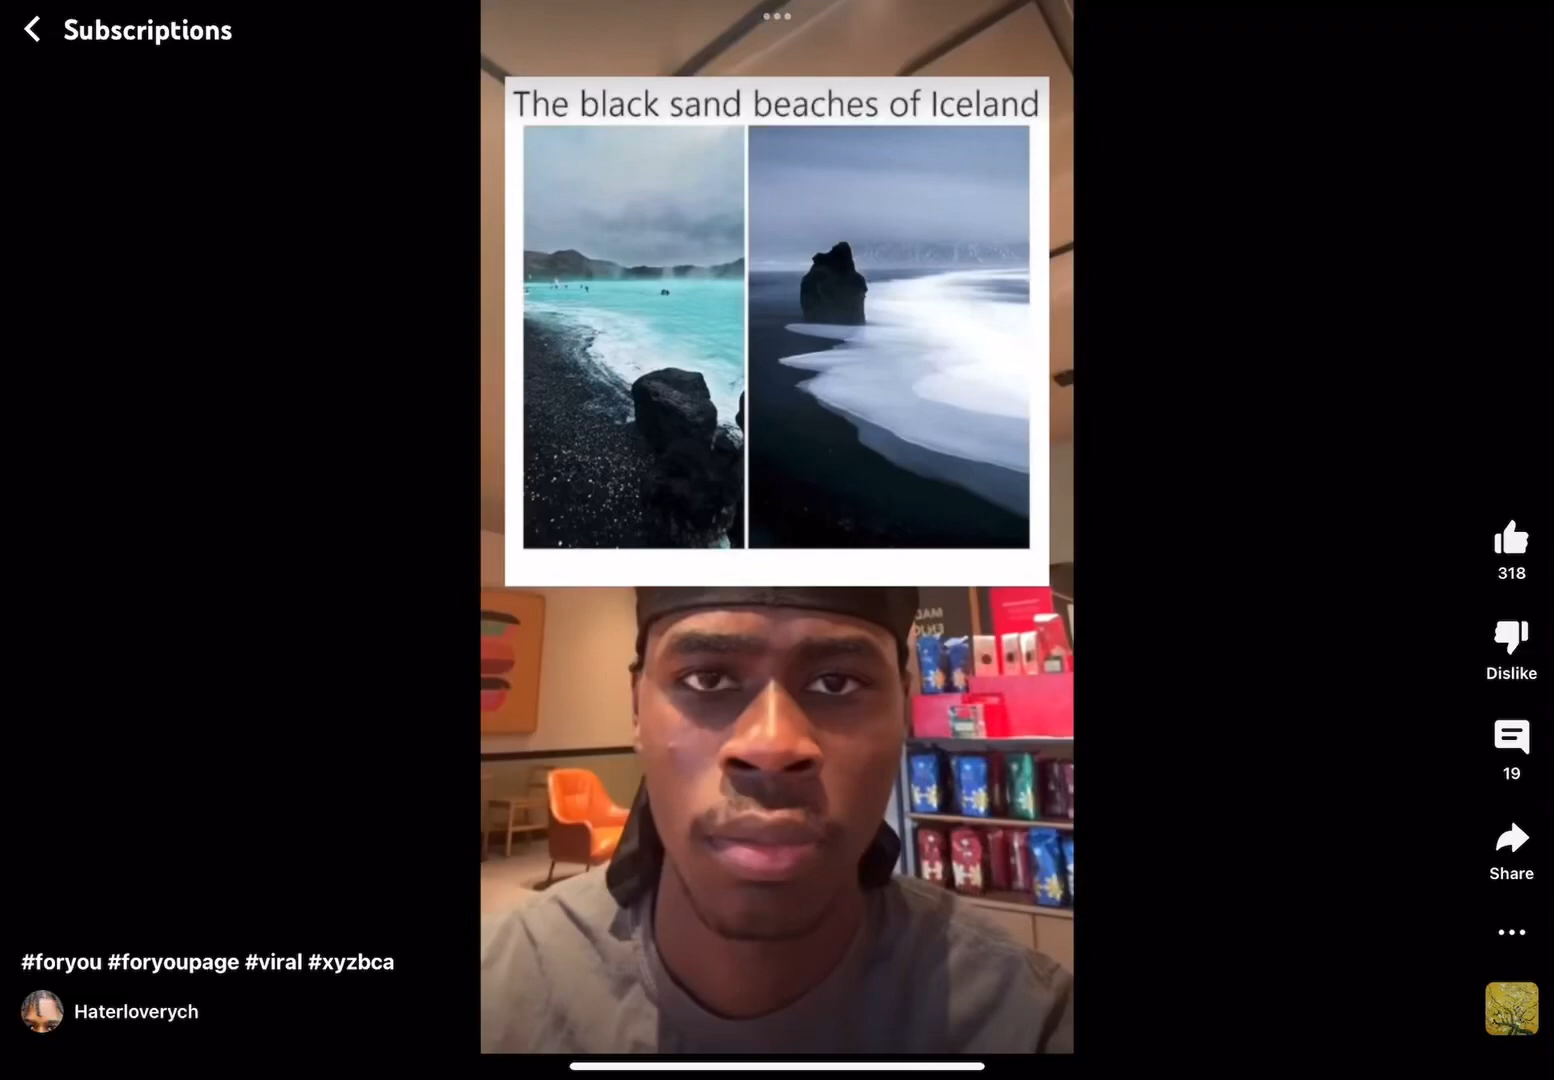 Subscriptions
The black sand beaches of Iceland
318
Dislike
19
Share
#foryou #foryoupage #viral #xyzbca
Haterloverych